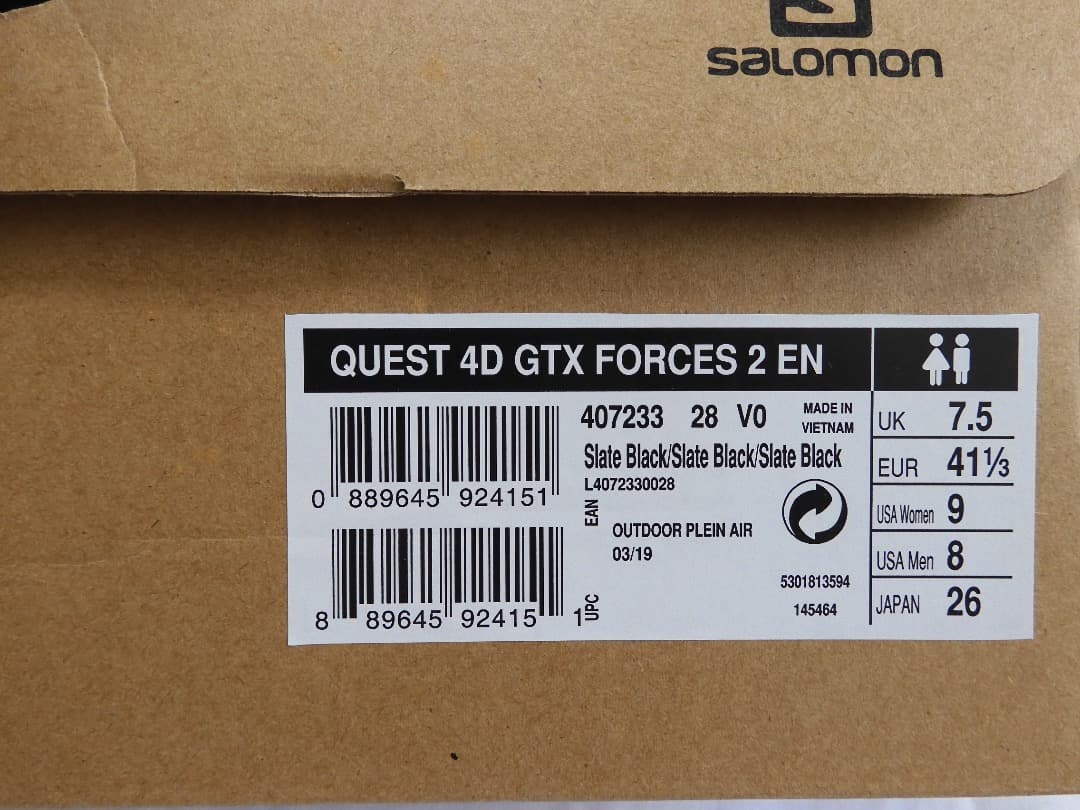 salomon
QUEST 4D GTX FORCES 2 EN
407233 28 V0
MADE IN
VIETNAM
Slate Black/Slate Black/Slate Black
L4072330028
0 889645 924151
EAN
OUTDOOR PLEIN AIR
03/19
5301813594
145464
8 89645 92415 1
UPC
UK 7.5
EUR 41⅓
USA Women 9
USA Men 8
JAPAN 26